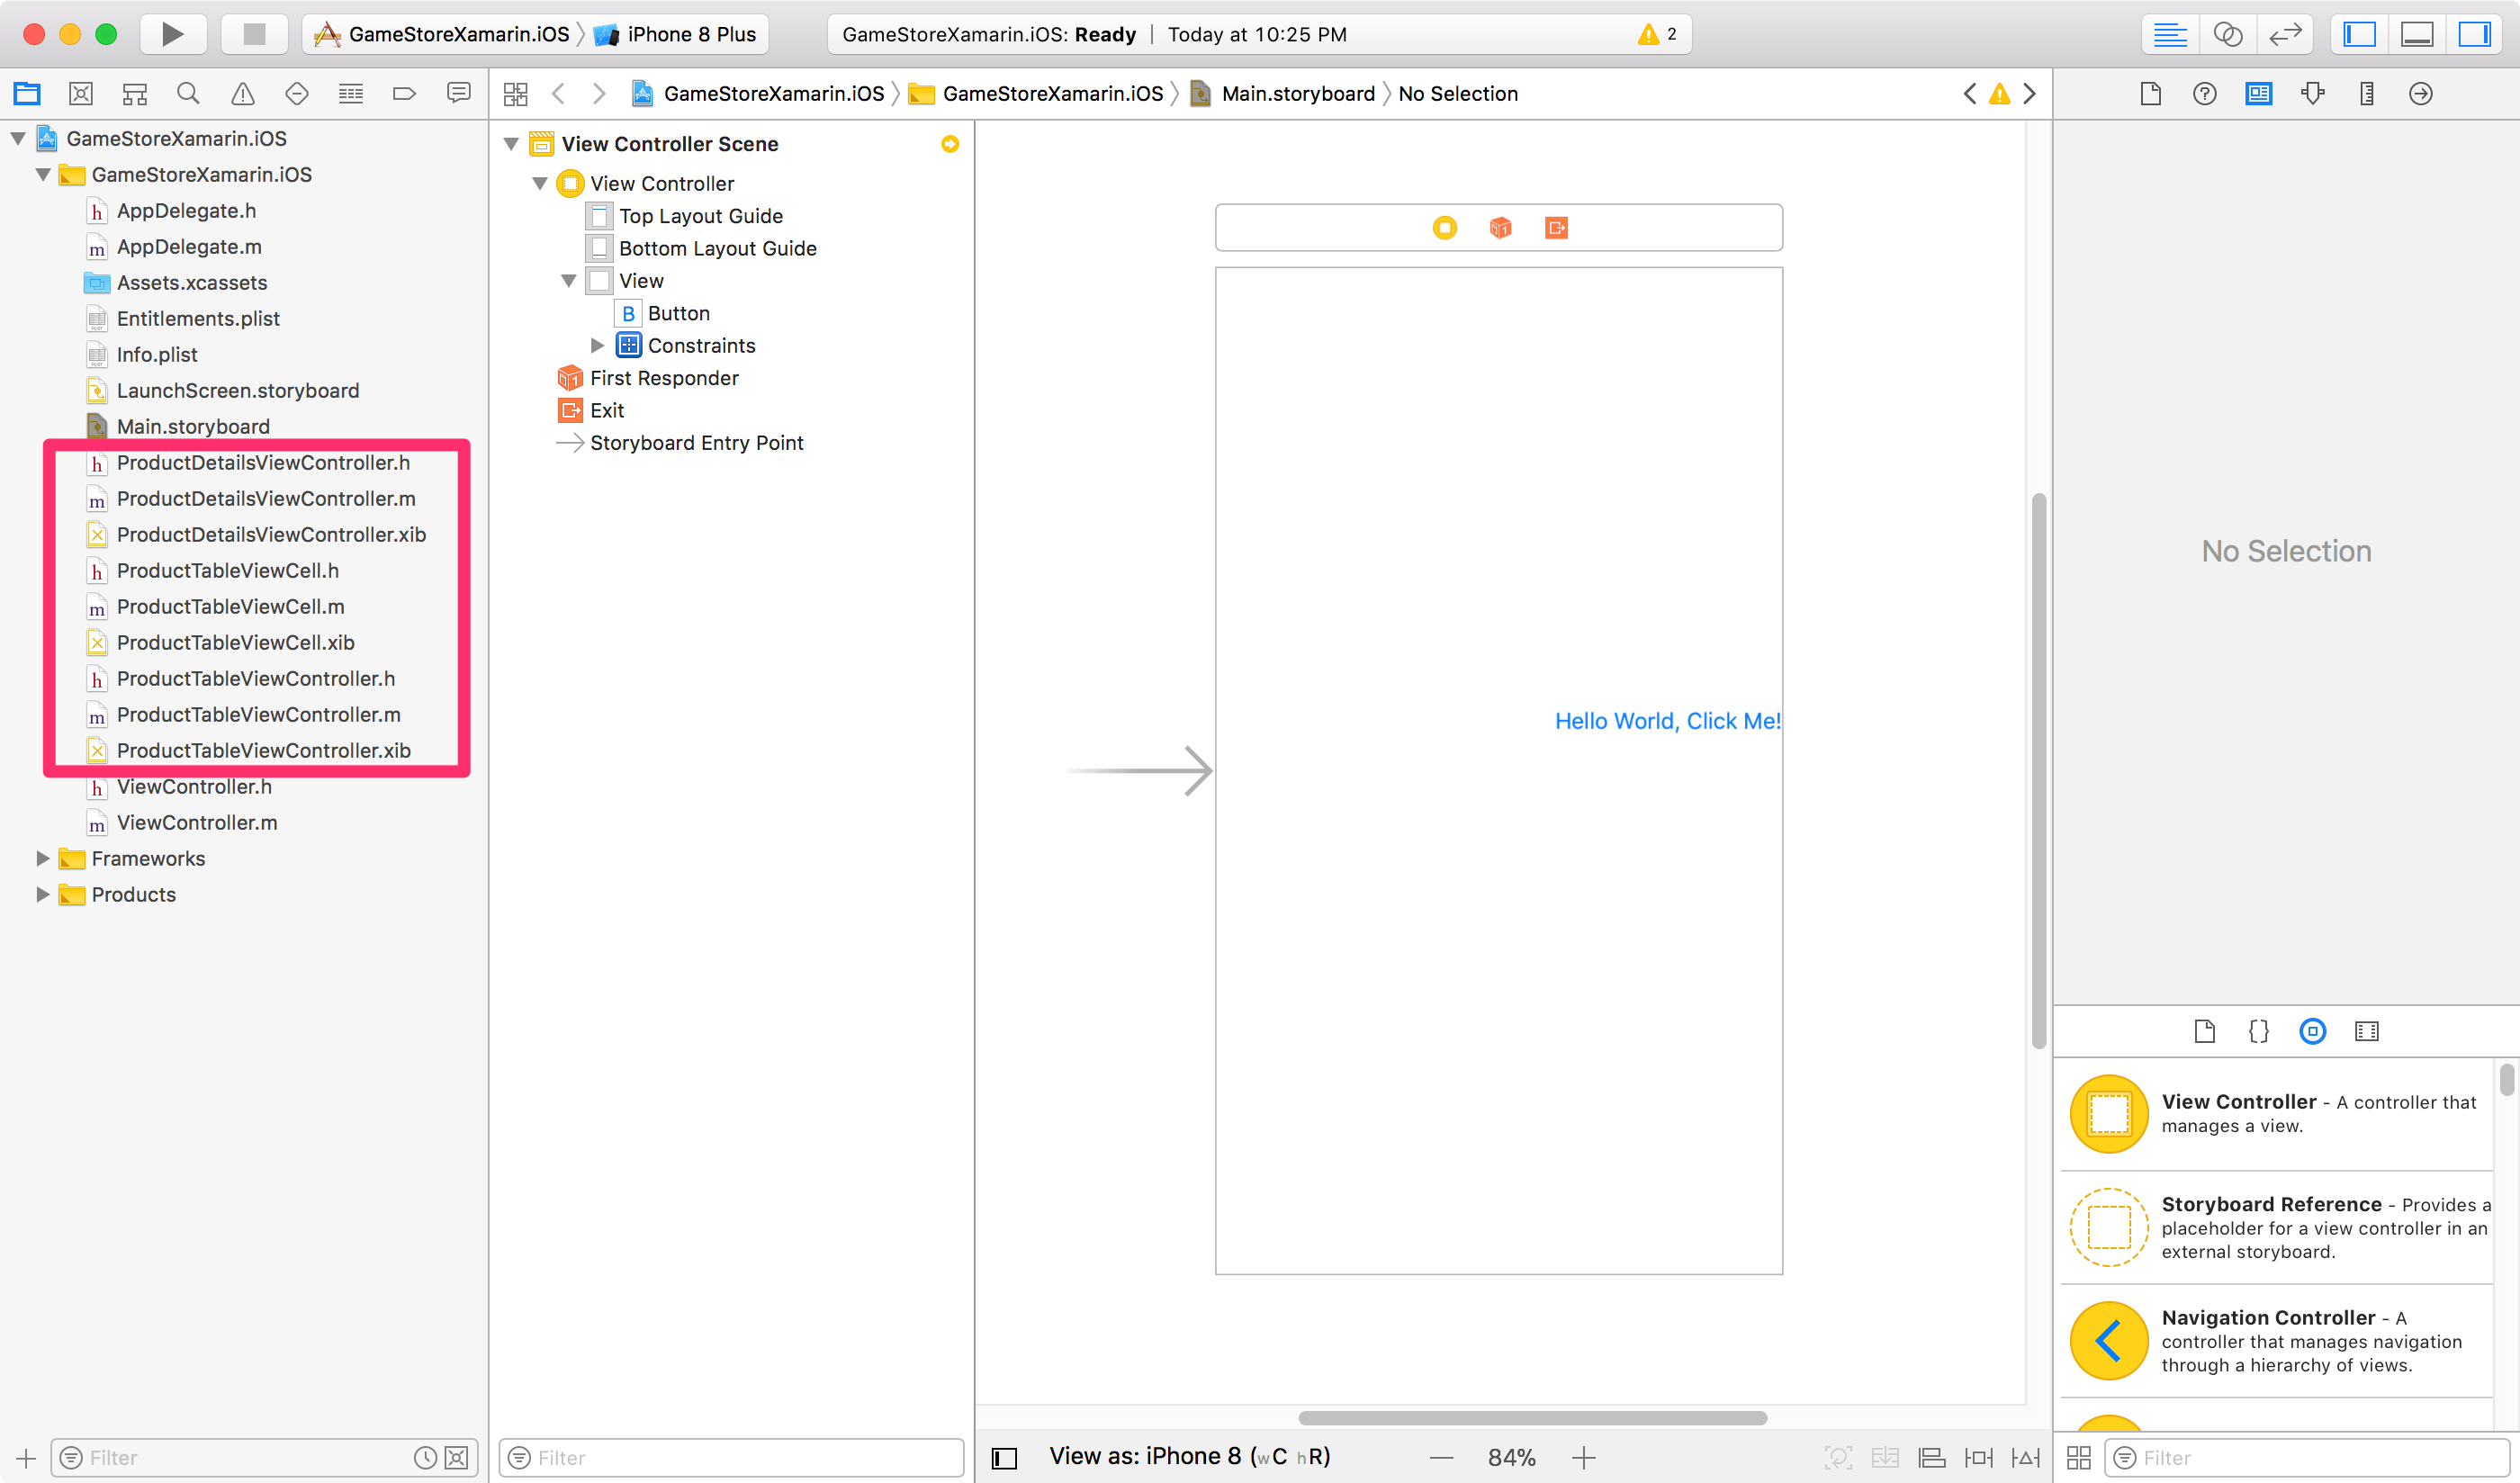 GameStoreXamarin.iOS 〉 iPhone 8 Plus
GameStoreXamarin.iOS: Ready | Today at 10:25 PM
2
GameStoreXamarin.iOS 〉 GameStoreXamarin.iOS 〉 Main.storyboard 〉 No Selection
GameStoreXamarin.iOS
GameStoreXamarin.iOS
AppDelegate.h
AppDelegate.m
Assets.xcassets
Entitlements.plist
Info.plist
LaunchScreen.storyboard
Main.storyboard
ProductDetailsViewController.h
ProductDetailsViewController.m
ProductDetailsViewController.xib
ProductTableViewCell.h
ProductTableViewCell.m
ProductTableViewCell.xib
ProductTableViewController.h
ProductTableViewController.m
ProductTableViewController.xib
ViewController.h
ViewController.m
Frameworks
Products
Filter
View Controller Scene
View Controller
Top Layout Guide
Bottom Layout Guide
View
B Button
Constraints
First Responder
Exit
Storyboard Entry Point
Filter
Hello World, Click Me!
View as: iPhone 8 (wC hR)
84%
No Selection
View Controller - A controller that
manages a view.
Storyboard Reference - Provides a
placeholder for a view controller in an
external storyboard.
Navigation Controller - A
controller that manages navigation
through a hierarchy of views.
Filter